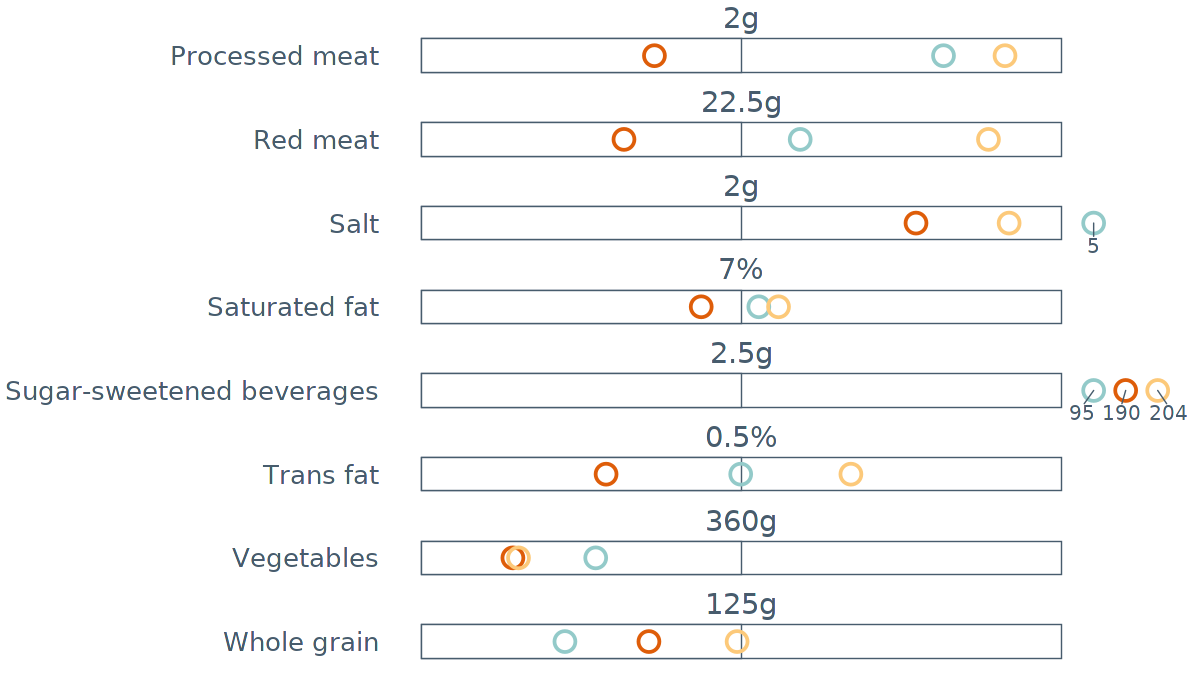 2g
Processed meat
22.5g
Red meat
2g
Salt
5
7%
Saturated fat
2.5g
Sugar-sweetened beverages
95 190 204
0.5%
Trans fat
360g
Vegetables
125g
Whole grain